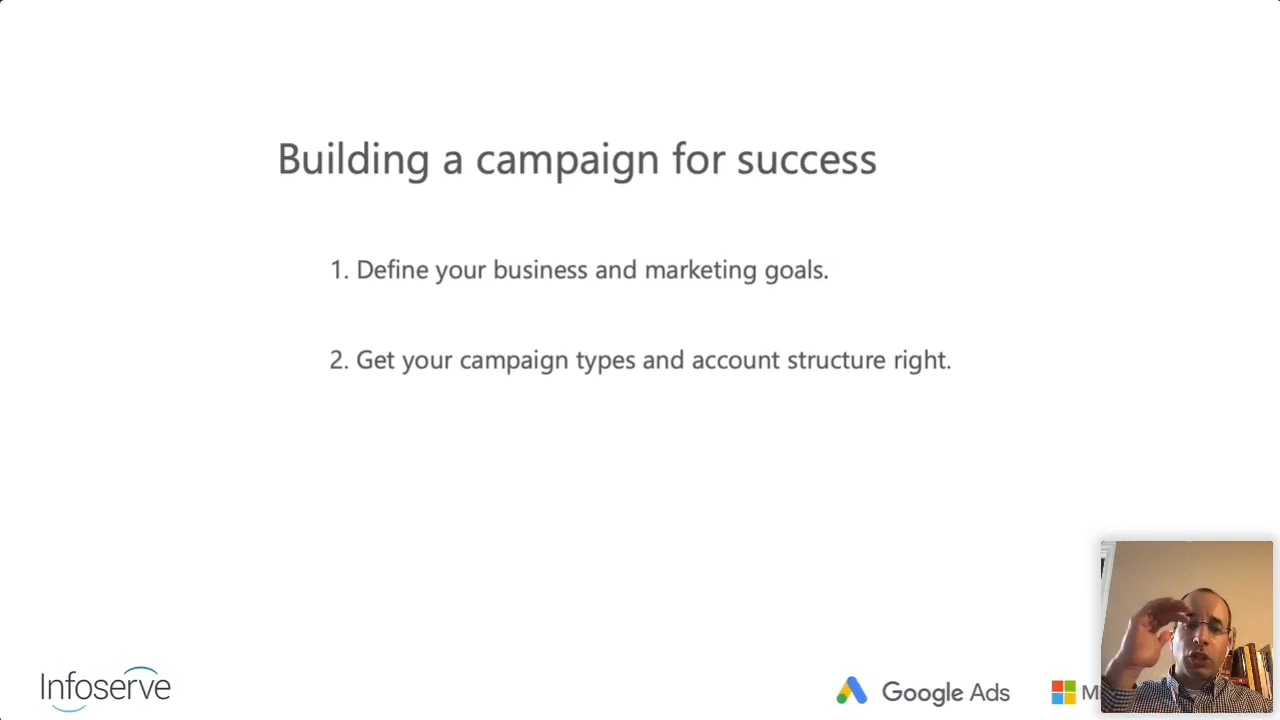 Building a campaign for success
1. Define your business and marketing goals.
2. Get your campaign types and account structure right.
Infoserve
Google Ads